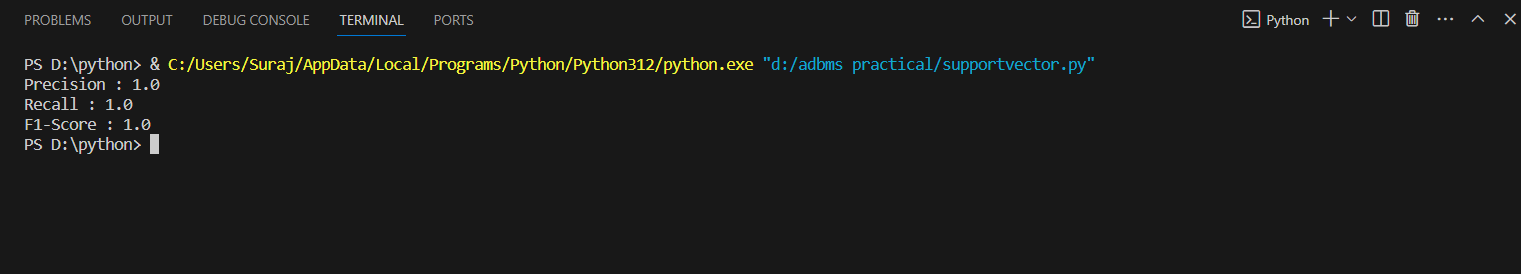 PROBLEMS OUTPUT DEBUG CONSOLE TERMINAL PORTS Python
PS D:\python> & C:/Users/Suraj/AppData/Local/Programs/Python/Python312/python.exe "d:/adbms practical/supportvector.py"
Precision : 1.0
Recall : 1.0
F1-Score : 1.0
PS D:\python>